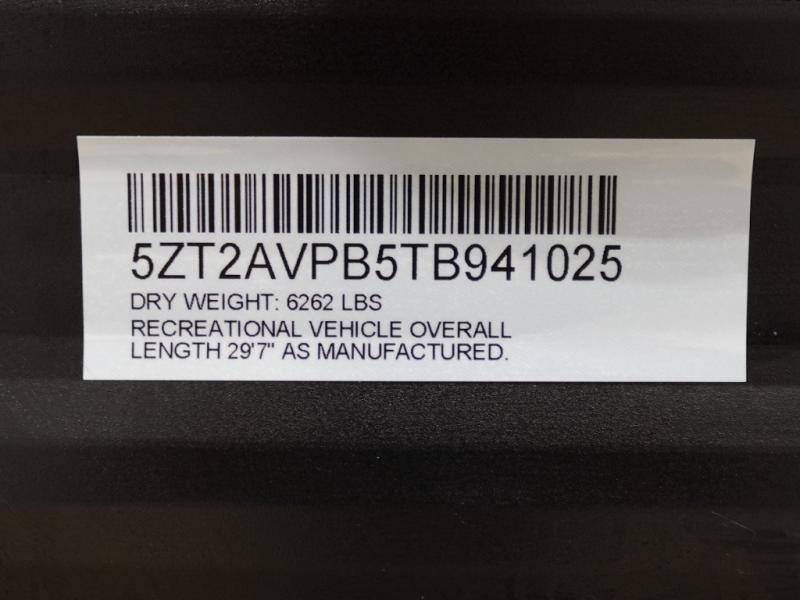 5ZT2AVPB5TB941025
DRY WEIGHT: 6262 LBS
RECREATIONAL VEHICLE OVERALL
LENGTH 29'7" AS MANUFACTURED.